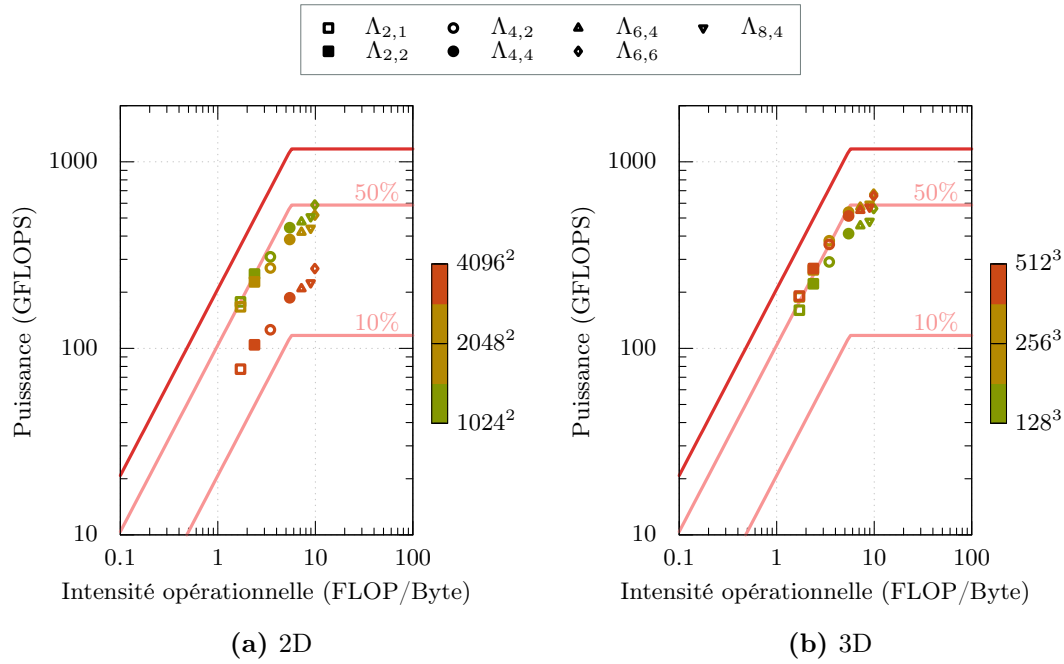 Λ2,1 Λ4,2 Λ6,4 Λ8,4
Λ2,2 Λ4,4 Λ6,6
Puissance (GFLOPS)
1000
100
10
0.1 1 10 100
50%
10%
Intensité opérationnelle (FLOP/Byte)
4096²
2048²
1024²
(a) 2D
Puissance (GFLOPS)
1000
100
10
0.1 1 10 100
50%
10%
Intensité opérationnelle (FLOP/Byte)
512³
256³
128³
(b) 3D